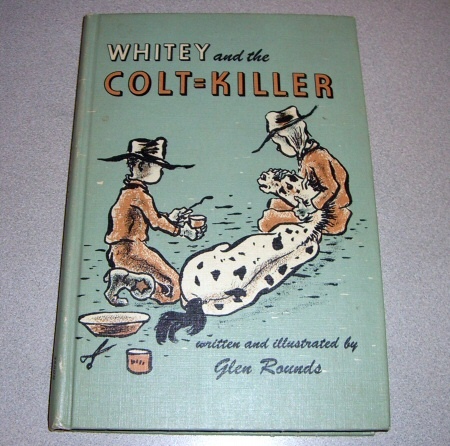 WHITEY and the
COLT=KILLER
written and illustrated by
Glen Rounds